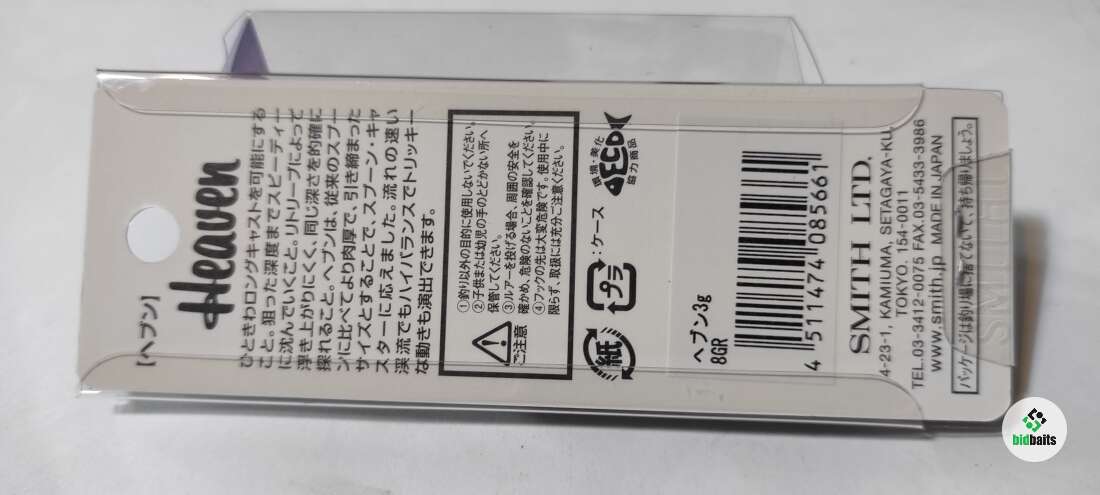 【ヘブン】
Heaven
ひときわロングキャストを可能にする
こと。狙った深度までスピーディー
に沈んでいくこと。リトリーブによって
浮き上がりにくく、同じ深さを的確に
探れること。ヘブンは、従来のスプー
ンに比べてより肉厚で、引き締まった
サイズとすることで、スプーン・キャ
スターに応えました。流れの速い
渓流でもハイバランスでトリッキー
な動きも演出できます。
ご注意
①釣り以外の目的に使用しないでください。
②子供または幼児の手のとどかない所へ
保管してください。
③ルアーを投げる場合、周囲の安全を
確かめ、危険のないことを確認してください。
④フックの先は大変危険です。使用中に
限らず、取扱には充分ご注意ください。
紙
プラ
:ケース
環境・美化
ECO
協力商品
ヘブン3g
8GR
4 511474 085661
SMITH LTD.
4-23-1, KAMIUMA, SETAGAYA-KU,
TOKYO. 154-0011
TEL.03-3412-0075 FAX.03-5433-3986
www.smith.jp MADE IN JAPAN
パッケージは釣り場に捨てないで、持ち帰りましょう。
SMITH
bidbaits